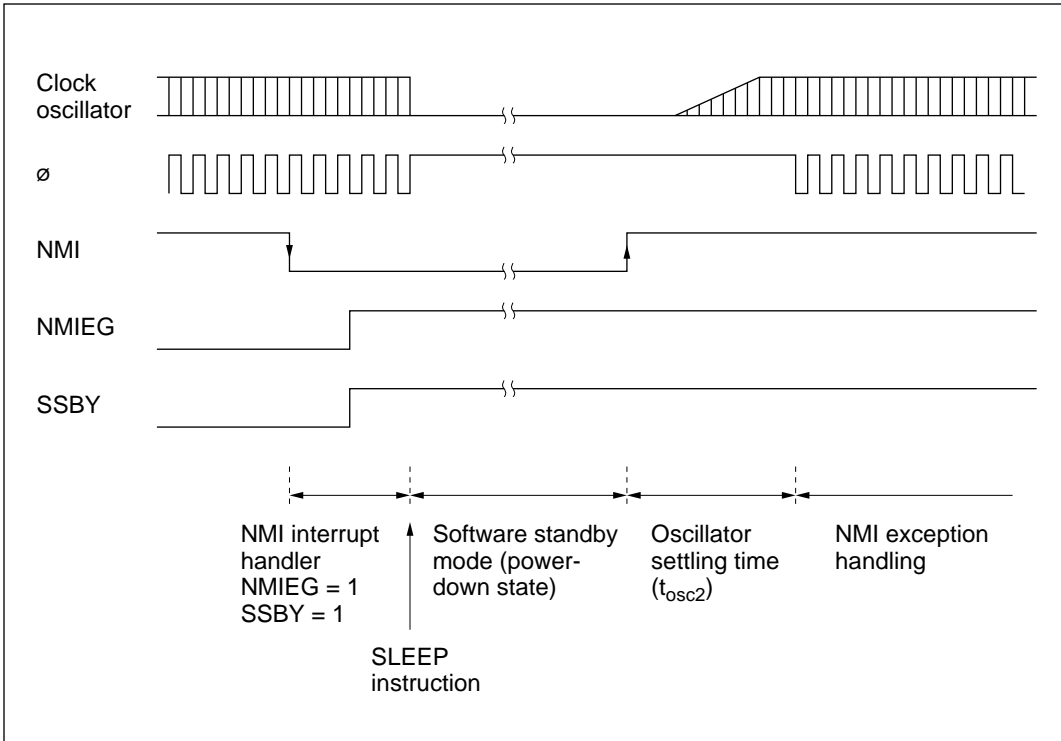 Clock
oscillator
ø
NMI
NMIEG
SSBY
NMI interrupt
handler
NMIEG = 1
SSBY = 1
Software standby
mode (power-
down state)
Oscillator
settling time
(tosc2)
NMI exception
handling
SLEEP
instruction